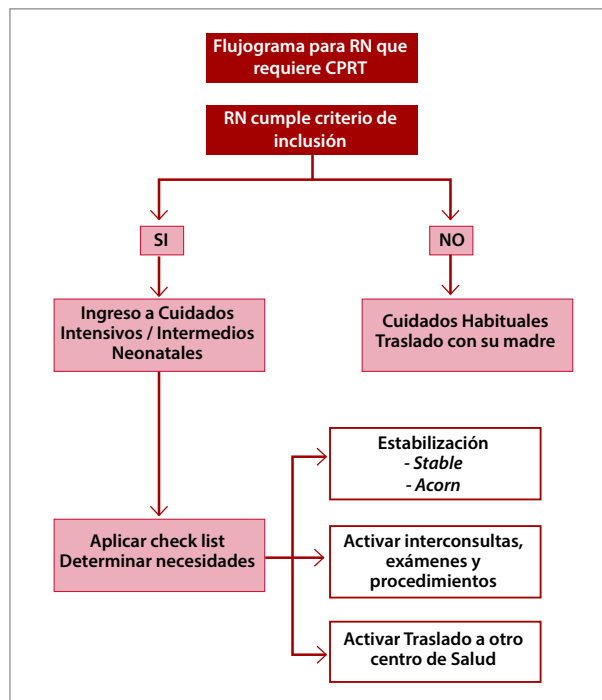 Flujograma para RN que
requiere CPRT
RN cumple criterio de
inclusión
SI
NO
Ingreso a Cuidados
Intensivos / Intermedios
Neonatales
Cuidados Habituales
Traslado con su madre
Estabilización
- Stable
- Acorn
Aplicar check list
Determinar necesidades
Activar interconsultas,
exámenes y
procedimientos
Activar Traslado a otro
centro de Salud